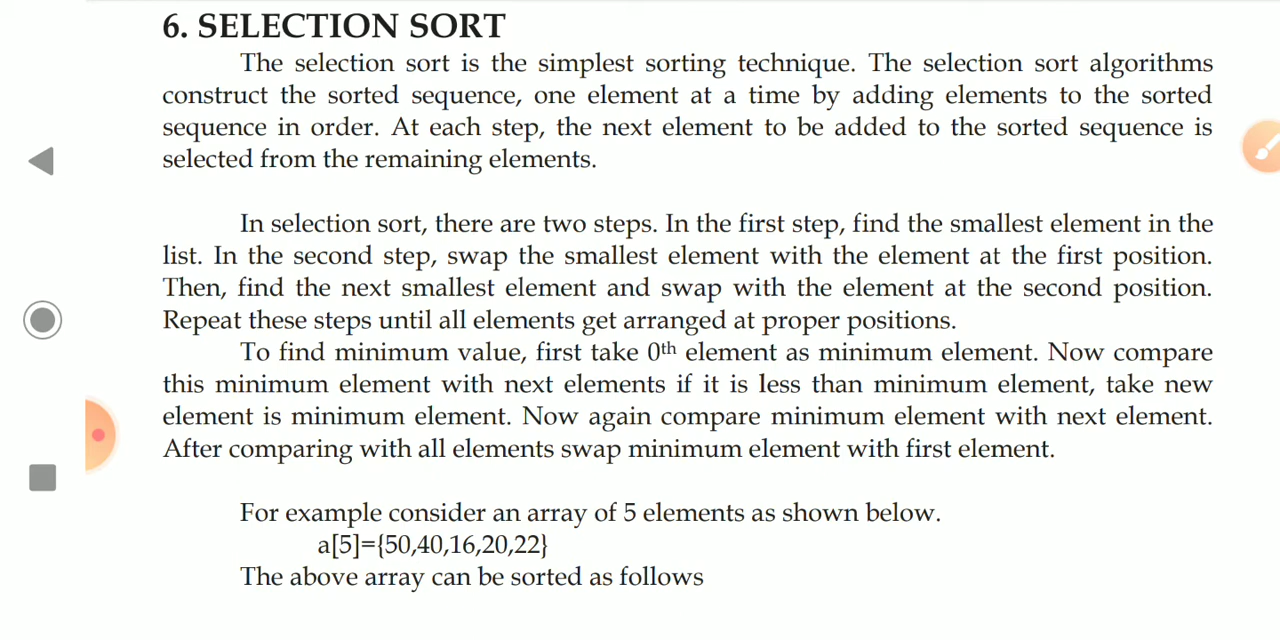 6. SELECTION SORT
The selection sort is the simplest sorting technique. The selection sort algorithms
construct the sorted sequence, one element at a time by adding elements to the sorted
sequence in order. At each step, the next element to be added to the sorted sequence is
selected from the remaining elements.
In selection sort, there are two steps. In the first step, find the smallest element in the
list. In the second step, swap the smallest element with the element at the first position.
Then, find the next smallest element and swap with the element at the second position.
Repeat these steps until all elements get arranged at proper positions.
To find minimum value, first take 0th element as minimum element. Now compare
this minimum element with next elements if it is less than minimum element, take new
element is minimum element. Now again compare minimum element with next element.
After comparing with all elements swap minimum element with first element.
For example consider an array of 5 elements as shown below.
a[5]={50,40,16,20,22}
The above array can be sorted as follows